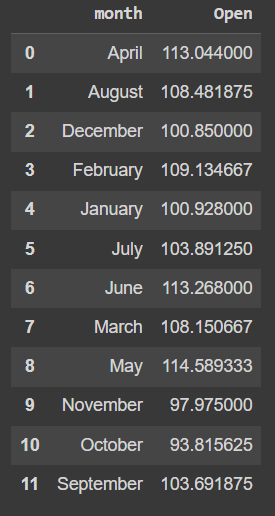 month Open
0 April 113.044000
1 August 108.481875
2 December 100.850000
3 February 109.134667
4 January 100.928000
5 July 103.891250
6 June 113.268000
7 March 108.150667
8 May 114.589333
9 November 97.975000
10 October 93.815625
11 September 103.691875